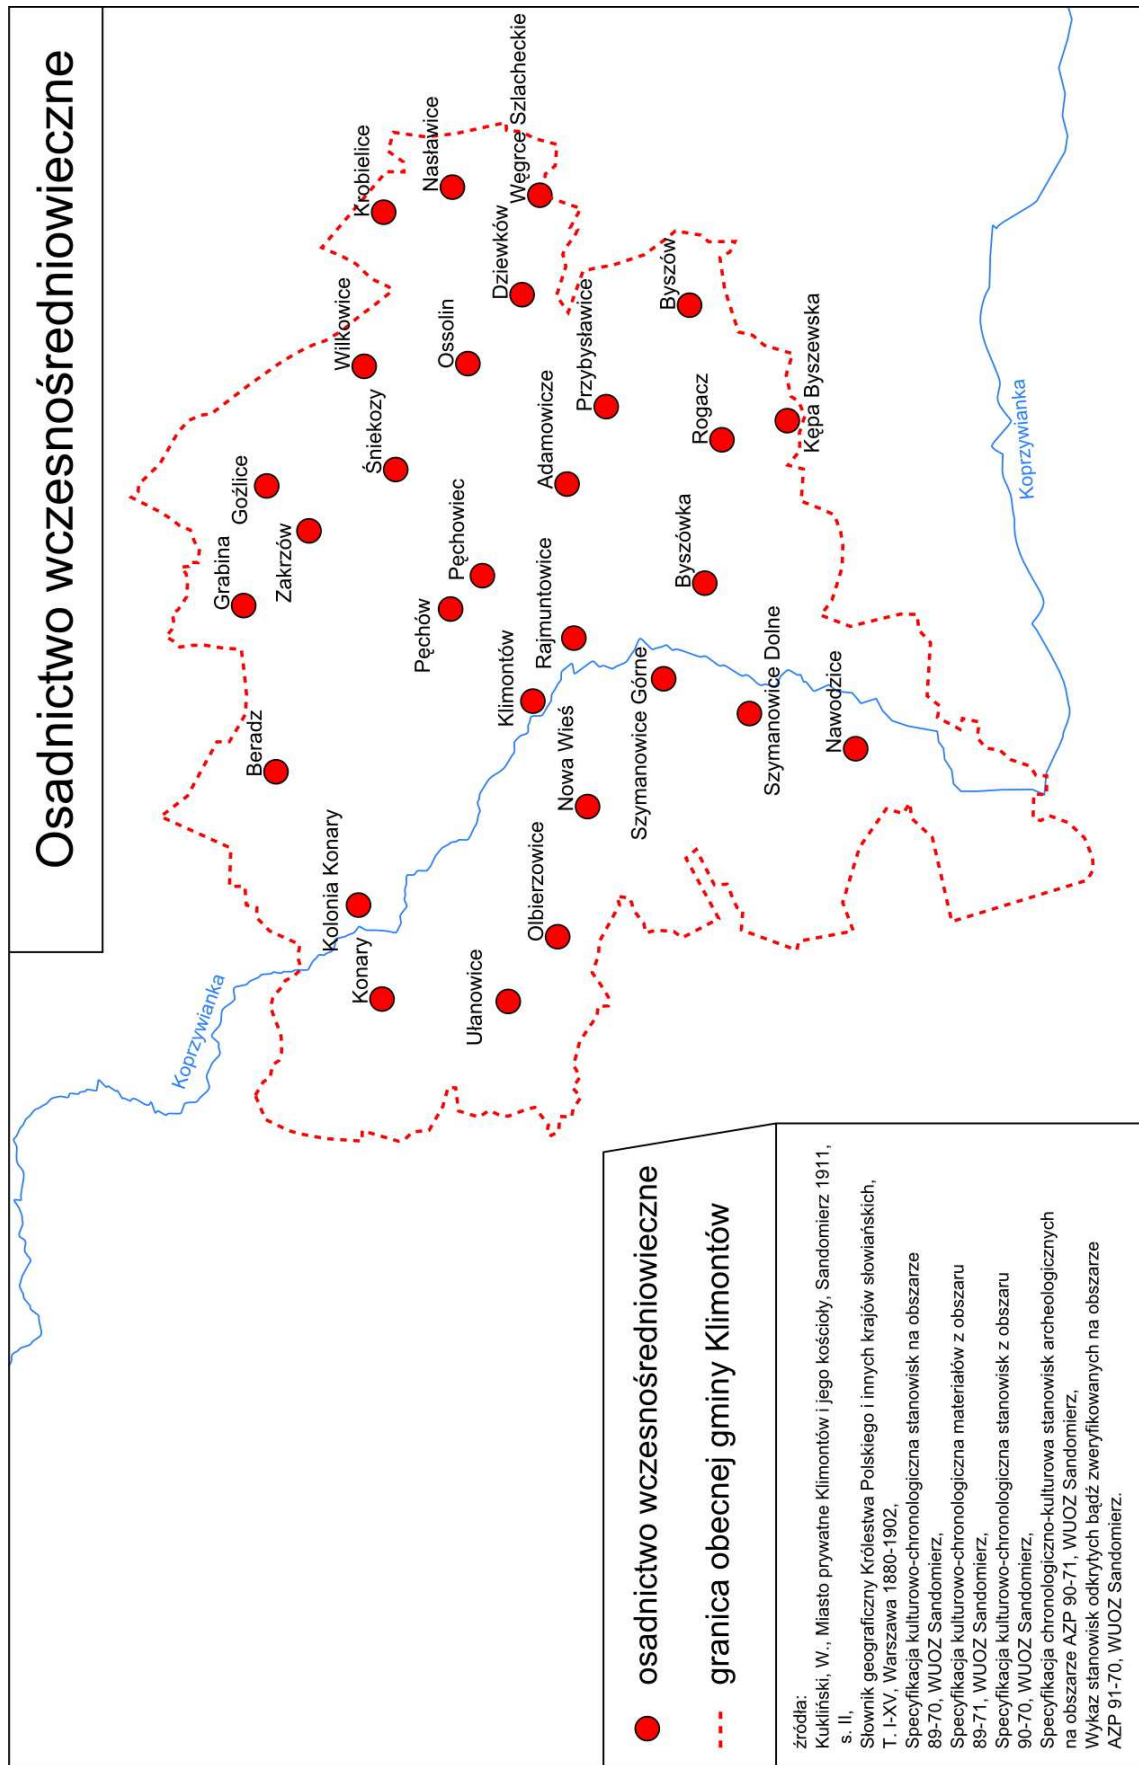 Osadnictwo wczesnośredniowieczne
Koprzywianka
Konary
Kolonia Konary
Beradz
Grabina
Goźlice
Zakrzów
Wilkowice
Śniekozy
Krobielice
Nasławice
Węgrce Szlacheckie
Dziewków
Ossolin
Pęchów
Pęchowiec
Ułanowice
Olbierzowice
Nowa Wieś
Klimontów
Rajmuntowice
Adamowicze
Przybysławice
Byszów
Rogacz
Kępa Byszewska
Byszówka
Szymanowice Górne
Szymanowice Dolne
Nawodzice
Koprzywianka
osadnictwo wczesnośredniowieczne
granica obecnej gminy Klimontów
źródła:
Kukliński, W., Miasto prywatne Klimontów i jego kościoły, Sandomierz 1911,
s. II,
Słownik geograficzny Królestwa Polskiego i innych krajów słowiańskich,
T. I-XV, Warszawa 1880-1902,
Specyfikacja kulturowo-chronologiczna stanowisk na obszarze
89-70, WUOZ Sandomierz,
Specyfikacja kulturowo-chronologiczna materiałów z obszaru
89-71, WUOZ Sandomierz,
Specyfikacja kulturowo-chronologiczna stanowisk z obszaru
90-70, WUOZ Sandomierz,
Specyfikacja chronologiczno-kulturowa stanowisk archeologicznych
na obszarze AZP 90-71, WUOZ Sandomierz,
Wykaz stanowisk odkrytych bądź zweryfikowanych na obszarze
AZP 91-70, WUOZ Sandomierz.